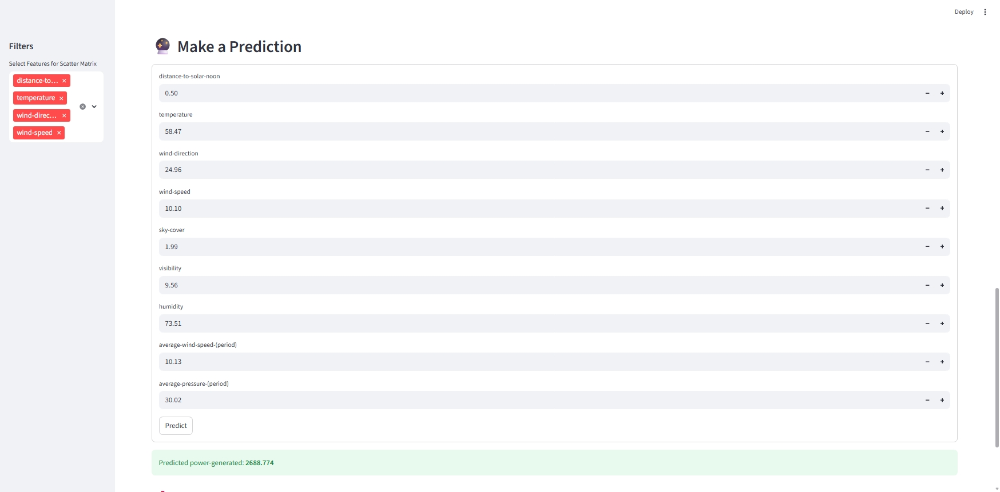 Deploy
Filters
Select Features for Scatter Matrix
distance-to...
temperature
wind-direc...
wind-speed
Make a Prediction
distance-to-solar-noon
0.50
temperature
58.47
wind-direction
24.96
wind-speed
10.10
sky-cover
1.99
visibility
9.56
humidity
73.51
average-wind-speed-(period)
10.13
average-pressure-(period)
30.02
Predict
Predicted power-generated: 2688.774